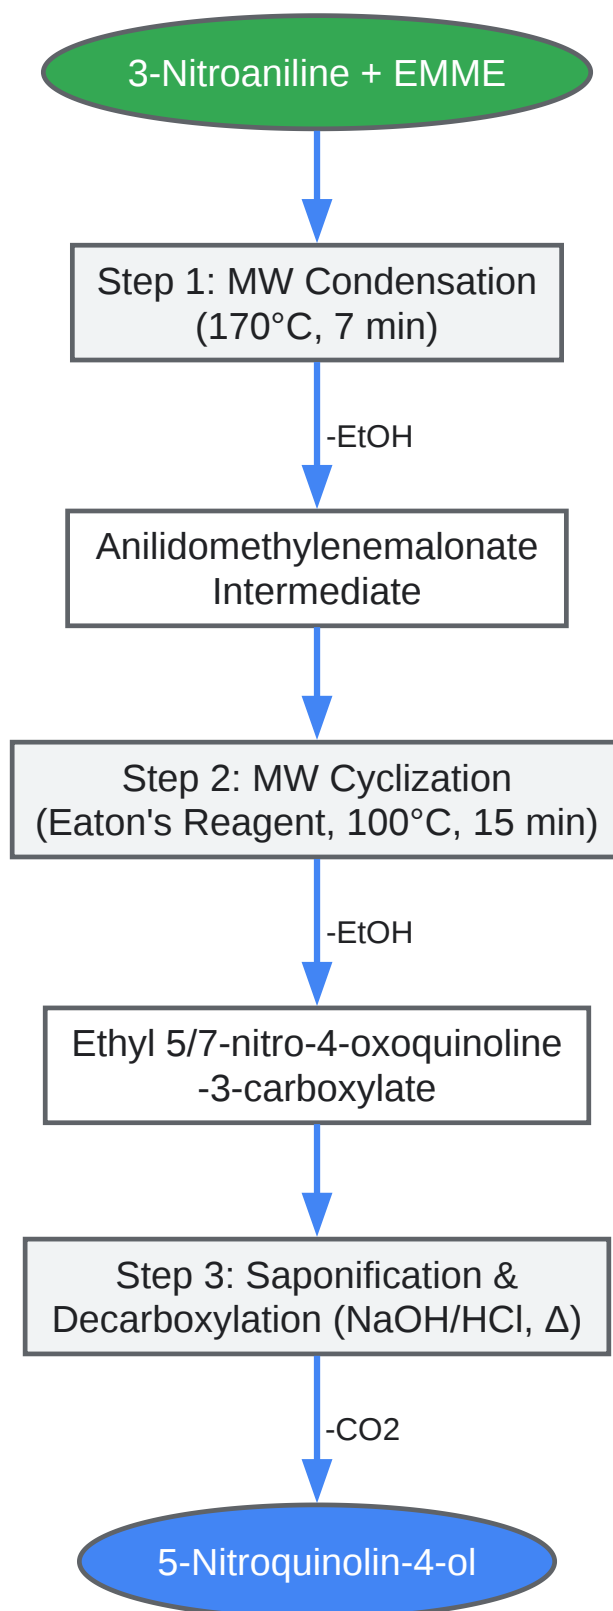 3-Nitroaniline + EMME
Step 1: MW Condensation
(170°C, 7 min)
-EtOH
Anilidomethylenemalonate
Intermediate
Step 2: MW Cyclization
(Eaton's Reagent, 100°C, 15 min)
-EtOH
Ethyl 5/7-nitro-4-oxoquinoline
-3-carboxylate
Step 3: Saponification &
Decarboxylation (NaOH/HCl, Δ)
-CO2
5-Nitroquinolin-4-ol